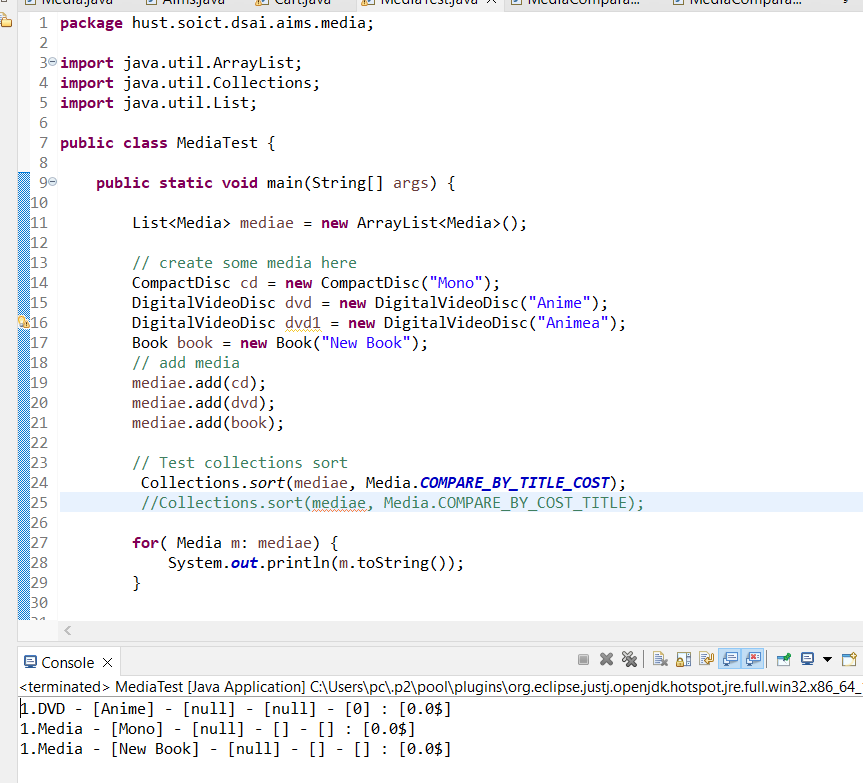 Media.java Aims.java Cart.java MediaTest.java MediaCompara... MediaCompara...
1 package hust.soict.dsai.aims.media;
2
3 import java.util.ArrayList;
4 import java.util.Collections;
5 import java.util.List;
6
7 public class MediaTest {
8
9 public static void main(String[] args) {
10
11 List<Media> mediae = new ArrayList<Media>();
12
13 // create some media here
14 CompactDisc cd = new CompactDisc("Mono");
15 DigitalVideoDisc dvd = new DigitalVideoDisc("Anime");
16 DigitalVideoDisc dvd1 = new DigitalVideoDisc("Animea");
17 Book book = new Book("New Book");
18 // add media
19 mediae.add(cd);
20 mediae.add(dvd);
21 mediae.add(book);
22
23 // Test collections sort
24 Collections.sort(mediae, Media.COMPARE_BY_TITLE_COST);
25 //Collections.sort(mediae, Media.COMPARE_BY_COST_TITLE);
26
27 for( Media m: mediae) {
28 System.out.println(m.toString());
29 }
30
31
Console
<terminated> MediaTest [Java Application] C:\Users\pc\.p2\pool\plugins\org.eclipse.justj.openjdk.hotspot.jre.full.win32.x86_64_
1.DVD - [Anime] - [null] - [null] - [0] : [0.0$]
1.Media - [Mono] - [null] - [] - [] : [0.0$]
1.Media - [New Book] - [null] - [] - [] : [0.0$]